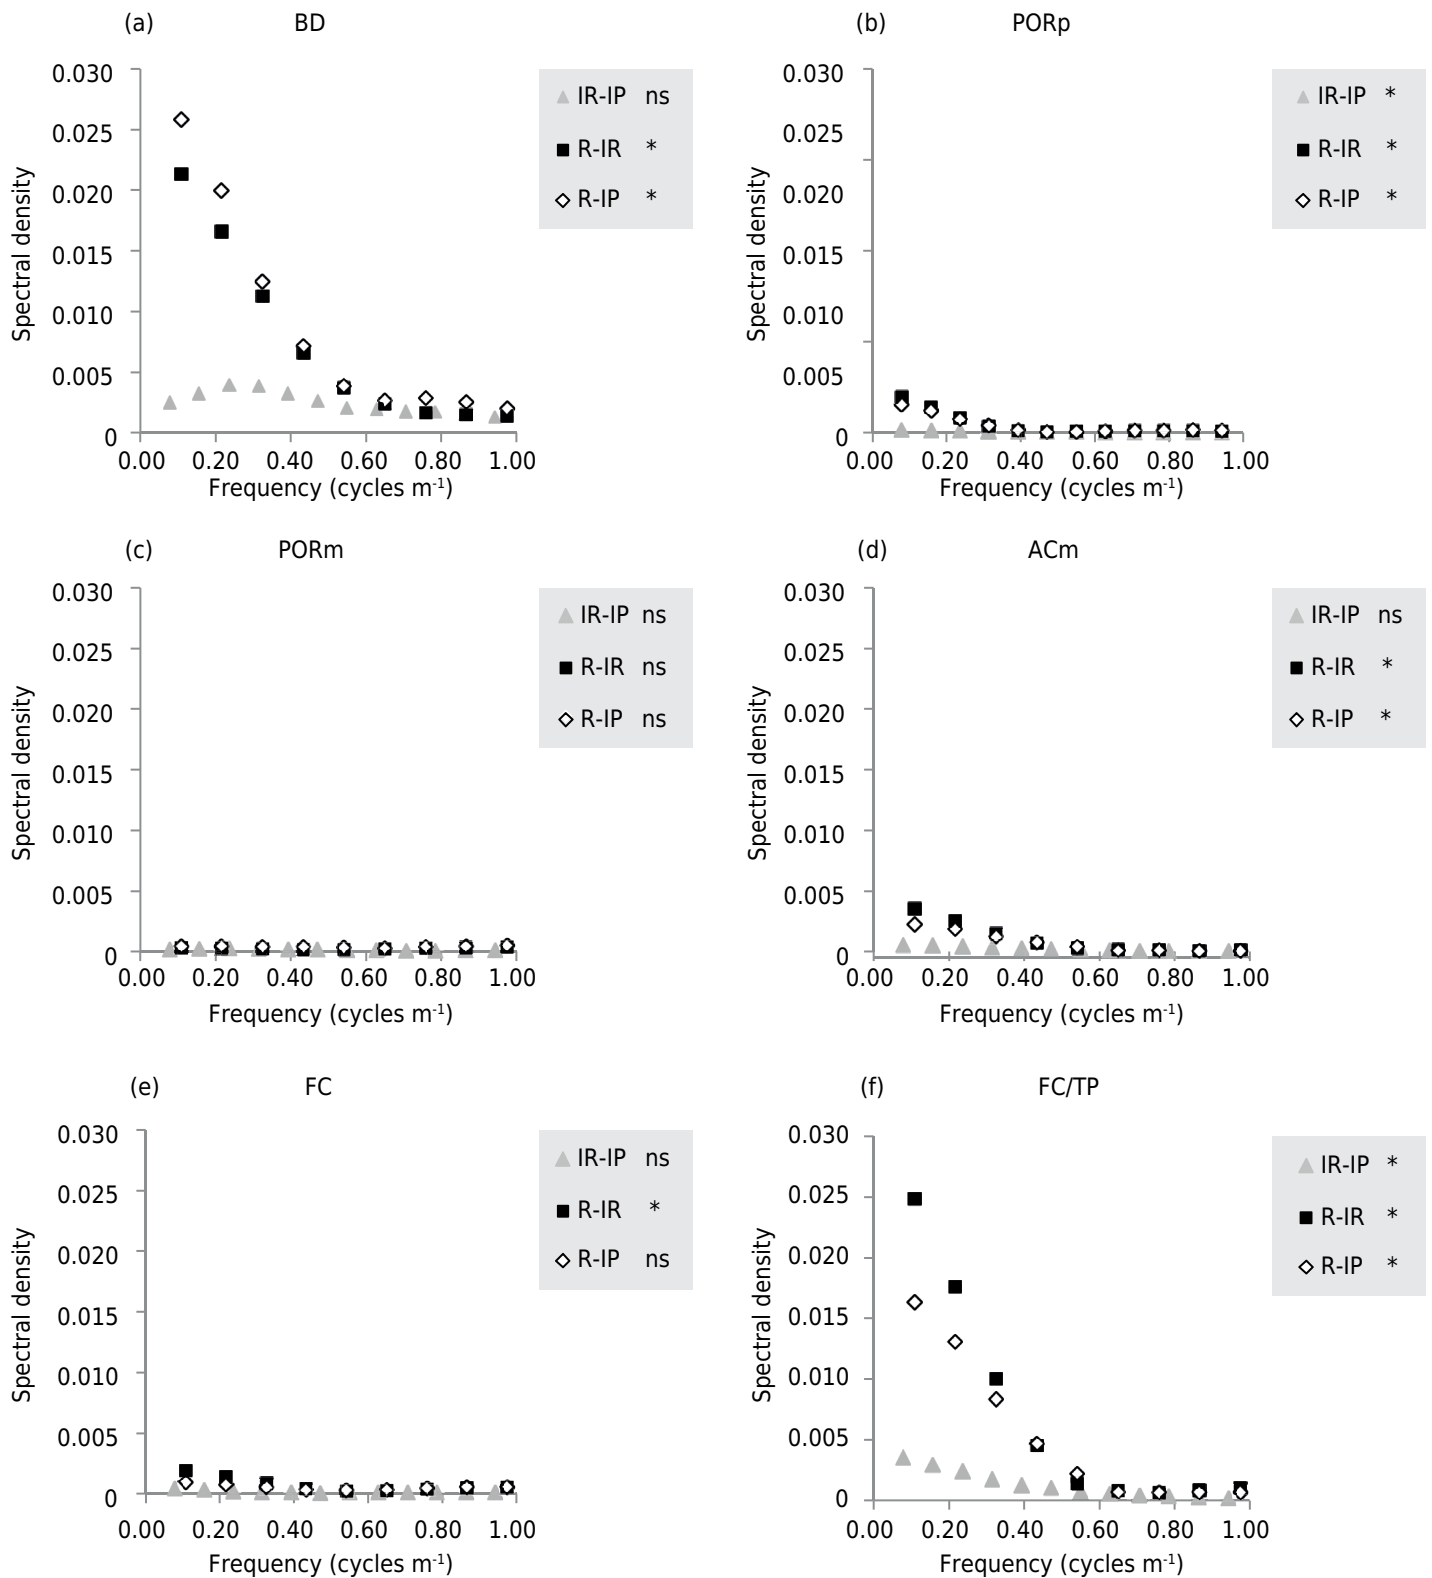 (a) BD
0.030
0.025
0.020
0.015
0.010
0.005
0
Spectral density
0.00 0.20 0.40 0.60 0.80 1.00
Frequency (cycles m-1)
IR-IP ns
R-IR *
R-IP *
(b) PORp
0.030
0.025
0.020
0.015
0.010
0.005
0
Spectral density
0.00 0.20 0.40 0.60 0.80 1.00
Frequency (cycles m-1)
IR-IP *
R-IR *
R-IP *
(c) PORm
0.030
0.025
0.020
0.015
0.010
0.005
0
Spectral density
0.00 0.20 0.40 0.60 0.80 1.00
Frequency (cycles m-1)
IR-IP ns
R-IR ns
R-IP ns
(d) ACm
0.030
0.025
0.020
0.015
0.010
0.005
0
Spectral density
0.00 0.20 0.40 0.60 0.80 1.00
Frequency (cycles m-1)
IR-IP ns
R-IR *
R-IP *
(e) FC
0.030
0.025
0.020
0.015
0.010
0.005
0
Spectral density
0.00 0.20 0.40 0.60 0.80 1.00
Frequency (cycles m-1)
IR-IP ns
R-IR *
R-IP ns
(f) FC/TP
0.030
0.025
0.020
0.015
0.010
0.005
0
Spectral density
0.00 0.20 0.40 0.60 0.80 1.00
Frequency (cycles m-1)
IR-IP *
R-IR *
R-IP *